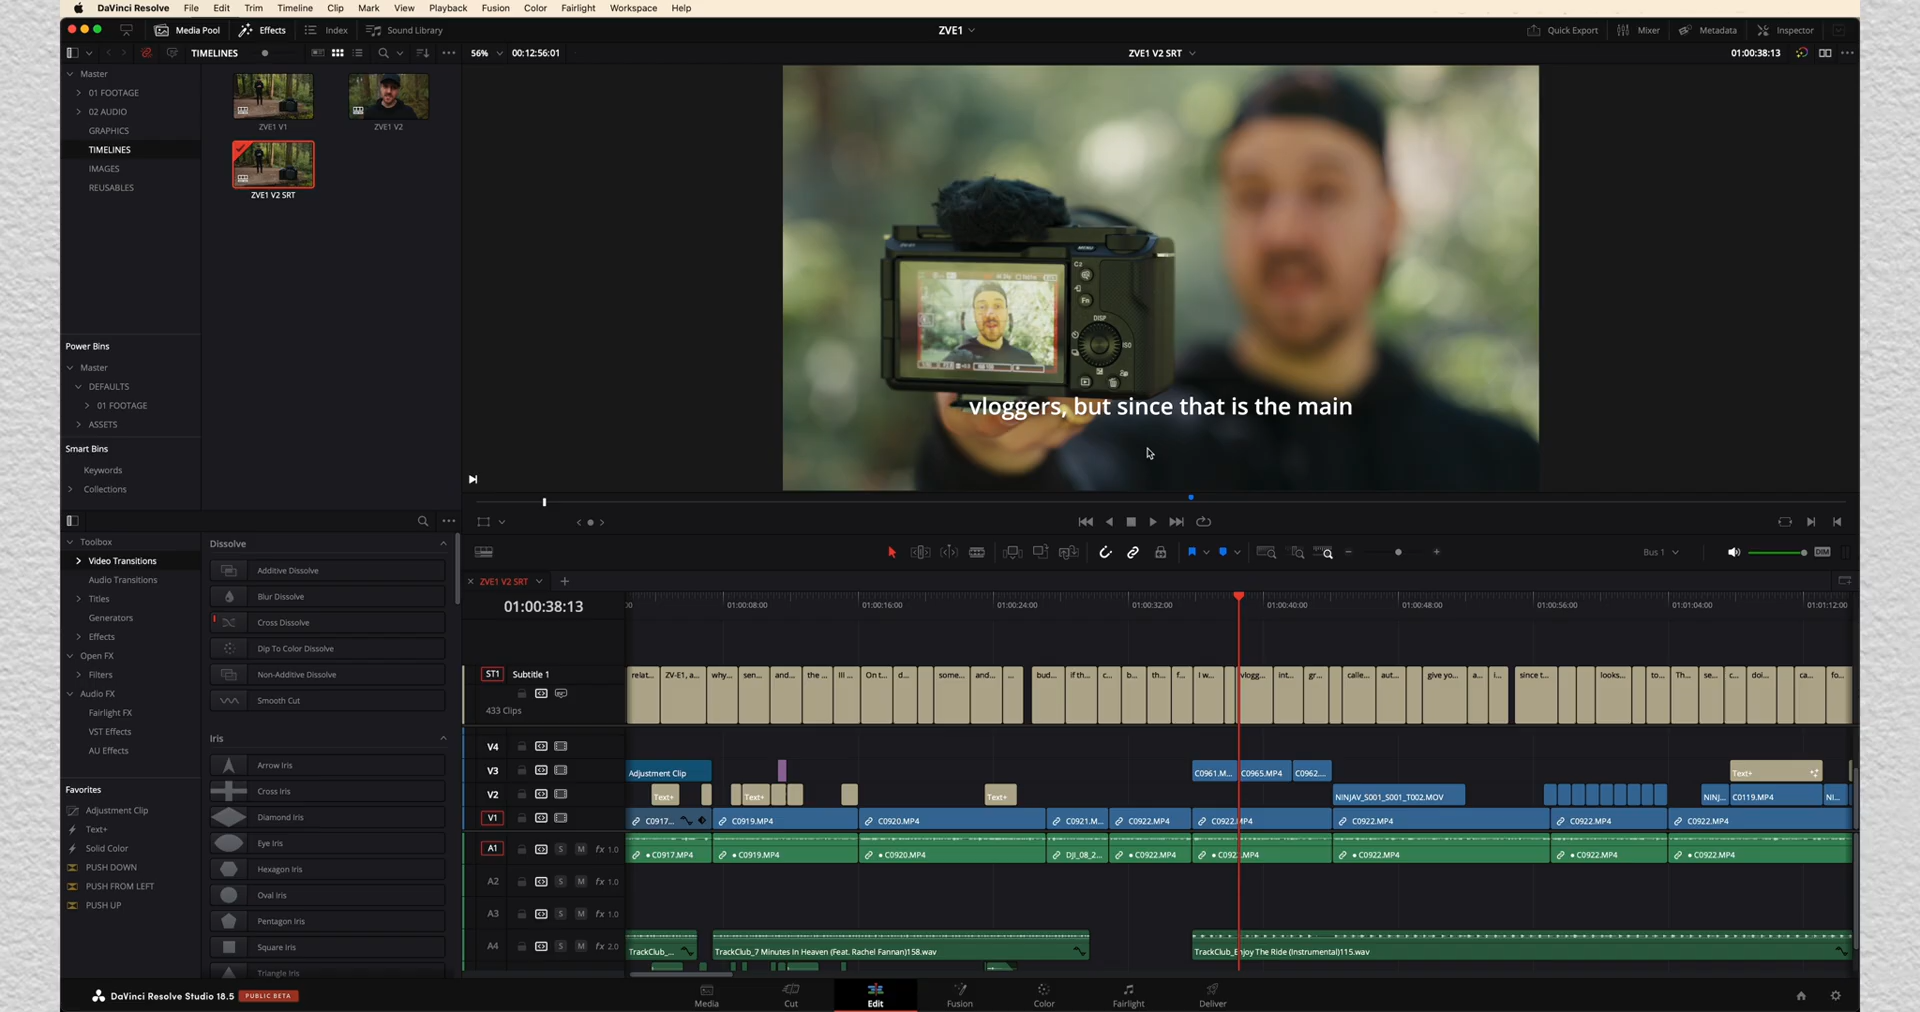 DaVinci Resolve File Edit Trim Timeline Clip Mark View Playback Fusion Color Fairlight Workspace Help
Media Pool Effects Index Sound Library ZVE1 Quick Export Mixer Metadata Inspector
TIMELINES 56% 00:12:56:01 ZVE1 V2 SRT 01:00:38:13
Master
01 FOOTAGE
02 AUDIO
GRAPHICS
TIMELINES
IMAGES
REUSABLES
ZVE1 V1
ZVE1 V2
ZVE1 V2 SRT
Power Bins
Master
DEFAULTS
01 FOOTAGE
ASSETS
Smart Bins
Keywords
Collections
C2
Fn
DISP
ISO
vloggers, but since that is the main
Toolbox
Video Transitions
Audio Transitions
Titles
Generators
Effects
Open FX
Filters
Audio FX
Fairlight FX
VST Effects
AU Effects
Favorites
Adjustment Clip
Text+
Solid Color
PUSH DOWN
PUSH FROM LEFT
PUSH UP
Dissolve
Additive Dissolve
Blur Dissolve
Cross Dissolve
Dip To Color Dissolve
Non-Additive Dissolve
Smooth Cut
Iris
Arrow Iris
Cross Iris
Diamond Iris
Eye Iris
Hexagon Iris
Oval Iris
Pentagon Iris
Square Iris
Triangle Iris
Bus 1 DIM
ZVE1 V2 SRT
01:00:38:13 01:00:08:00 01:00:16:00 01:00:24:00 01:00:32:00 01:00:40:00 01:00:48:00 01:00:56:00 01:01:04:00 01:01:12:00
ST1 Subtitle 1 relat... ZV-E1, a... why... sen... and... the ... Ill ... On t... d... some... and... ... bud... if th... c... b... th... f... I w... vlogg... int... gr... calle... aut... give yo... a... i... since t... looks... to... Th... se... c... doi... ca... fo...
433 Clips
V4
V3 Adjustment Clip C0961.M... C0965.MP4 C0962.... Text+
V2 Text+ Text+ Text+ NINJAV_S001_S001_T002.MOV NINJ... C0119.MP4 NI...
V1 C0917... C0919.MP4 C0920.MP4 C0921.M... C0922.MP4 C0922.MP4 C0922.MP4 C0922.MP4 C0922.MP4
A1 S M fx 1.0 C0917.MP4 C0919.MP4 C0920.MP4 DJI_08_2... C0922.MP4 C0922.MP4 C0922.MP4 C0922.MP4 C0922.MP4
A2 S M fx 1.0
A3 S M fx 1.0
A4 S M fx 2.0 TrackClub_... TrackClub_7 Minutes In Heaven (Feat. Rachel Fannan)158.wav TrackClub_Enjoy The Ride (Instrumental)115.wav
DaVinci Resolve Studio 18.5 PUBLIC BETA Media Cut Edit Fusion Color Fairlight Deliver